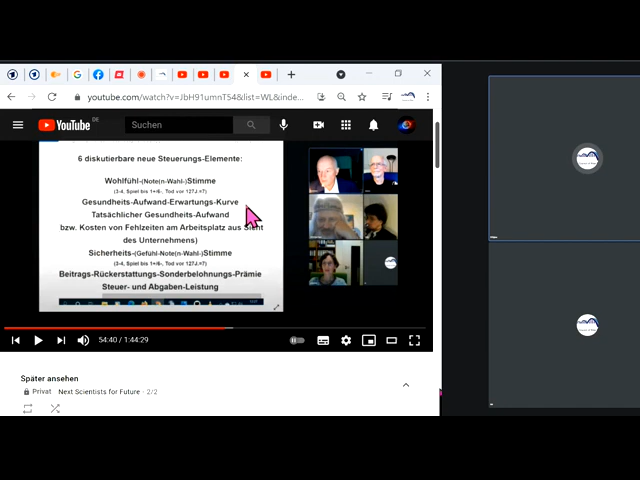 youtube.com/watch?v=JbH91umnT54&list=WL&inde...
YouTube DE
Suchen
6 diskutierbare neue Steuerungs-Elemente:
Wohlfühl-(Note(n-Wahl-)Stimme
(3-4, Spiel bis 1+/6-, Tod vor 127J.=7)
Gesundheits-Aufwand-Erwartungs-Kurve
Tatsächlicher Gesundheits-Aufwand
bzw. Kosten von Fehlzeiten am Arbeitsplatz aus Sicht
des Unternehmens)
Sicherheits-(Gefühl-Note(n-Wahl-)Stimme
(3-4, Spiel bis 1+/6-, Tod vor 127J.=7)
Beitrags-Rückerstattungs-Sonderbelohnungs-Prämie
Steuer- und Abgaben-Leistung
54:40 / 1:44:29
Später ansehen
Privat Next Scientists for Future · 2/2